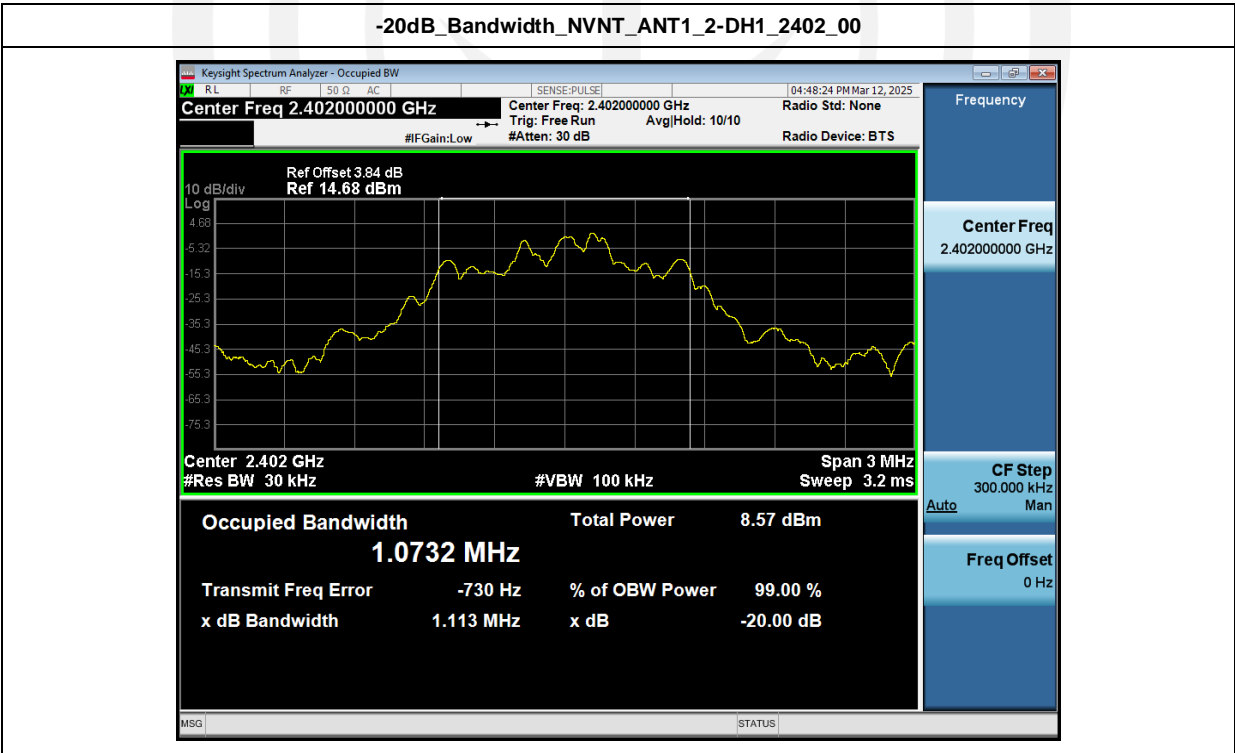 -20dB_Bandwidth_NVNT_ANT1_2-DH1_2402_00
Keysight Spectrum Analyzer - Occupied BW
LXI RL RF 50 Ω AC SENSE:PULSE 04:48:24 PM Mar 12, 2025
Center Freq 2.402000000 GHz
Center Freq: 2.402000000 GHz Radio Std: None
Trig: Free Run Avg|Hold: 10/10
#IFGain:Low #Atten: 30 dB Radio Device: BTS
Ref Offset 3.84 dB
10 dB/div Ref 14.68 dBm
Log
4.68
-5.32
-15.3
-25.3
-35.3
-45.3
-55.3
-65.3
-75.3
Center 2.402 GHz Span 3 MHz
#Res BW 30 kHz #VBW 100 kHz Sweep 3.2 ms
Occupied Bandwidth Total Power 8.57 dBm
1.0732 MHz
Transmit Freq Error -730 Hz % of OBW Power 99.00 %
x dB Bandwidth 1.113 MHz x dB -20.00 dB
MSG STATUS
Frequency
Center Freq
2.402000000 GHz
CF Step
300.000 kHz
Auto Man
Freq Offset
0 Hz